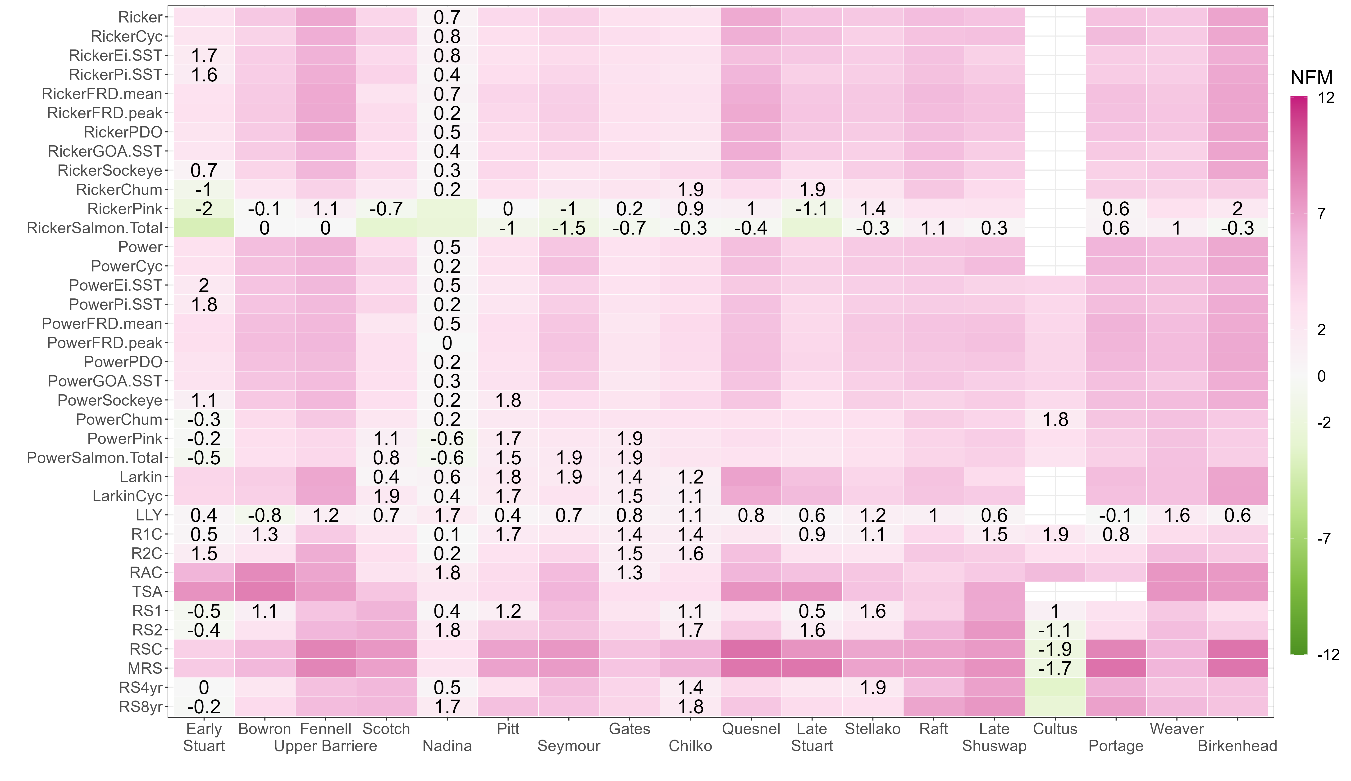 Ricker 0.7
RickerCyc 0.8
RickerEi.SST 1.7 0.8
RickerPi.SST 1.6 0.4
RickerFRD.mean 0.7
RickerFRD.peak 0.2
RickerPDO 0.5
RickerGOA.SST 0.4
RickerSockeye 0.7 0.3
RickerChum -1 0.2 1.9 1.9
RickerPink -2 -0.1 1.1 -0.7 0 -1 0.2 0.9 1 -1.1 1.4 0.6 2
RickerSalmon.Total 0 0 -1 -1.5 -0.7 -0.3 -0.4 -0.3 1.1 0.3 0.6 1 -0.3
Power 0.5
PowerCyc 0.2
PowerEi.SST 2 0.5
PowerPi.SST 1.8 0.2
PowerFRD.mean 0.5
PowerFRD.peak 0
PowerPDO 0.2
PowerGOA.SST 0.3
PowerSockeye 1.1 0.2 1.8
PowerChum -0.3 0.2 1.8
PowerPink -0.2 1.1 -0.6 1.7 1.9
PowerSalmon.Total -0.5 0.8 -0.6 1.5 1.9 1.9
Larkin 0.4 0.6 1.8 1.9 1.4 1.2
LarkinCyc 1.9 0.4 1.7 1.5 1.1
LLY 0.4 -0.8 1.2 0.7 1.7 0.4 0.7 0.8 1.1 0.8 0.6 1.2 1 0.6 -0.1 1.6 0.6
R1C 0.5 1.3 0.1 1.7 1.4 1.4 0.9 1.1 1.5 1.9 0.8
R2C 1.5 0.2 1.5 1.6
RAC 1.8 1.3
TSA
RS1 -0.5 1.1 0.4 1.2 1.1 0.5 1.6 1
RS2 -0.4 1.8 1.7 1.6 -1.1
RSC -1.9
MRS -1.7
RS4yr 0 0.5 1.4 1.9
RS8yr -0.2 1.7 1.8
Early Bowron Fennell Scotch Pitt Gates Quesnel Late Stellako Raft Late Cultus Weaver
Stuart Upper Barriere Nadina Seymour Chilko Stuart Shuswap Portage Birkenhead
NFM
12
7
2
0
-2
-7
-12